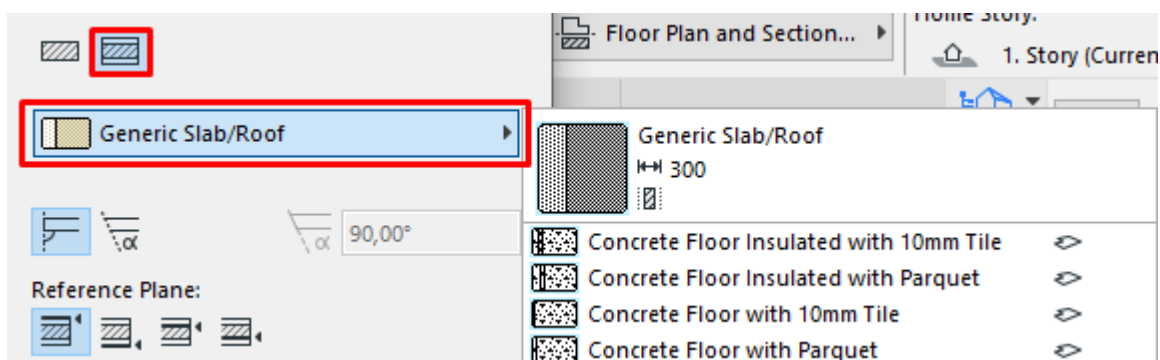 Floor Plan and Section...
Home Story:
1. Story (Curren
Generic Slab/Roof
Generic Slab/Roof
300
α
α
90,00°
Concrete Floor Insulated with 10mm Tile
Concrete Floor Insulated with Parquet
Reference Plane:
Concrete Floor with 10mm Tile
Concrete Floor with Parquet